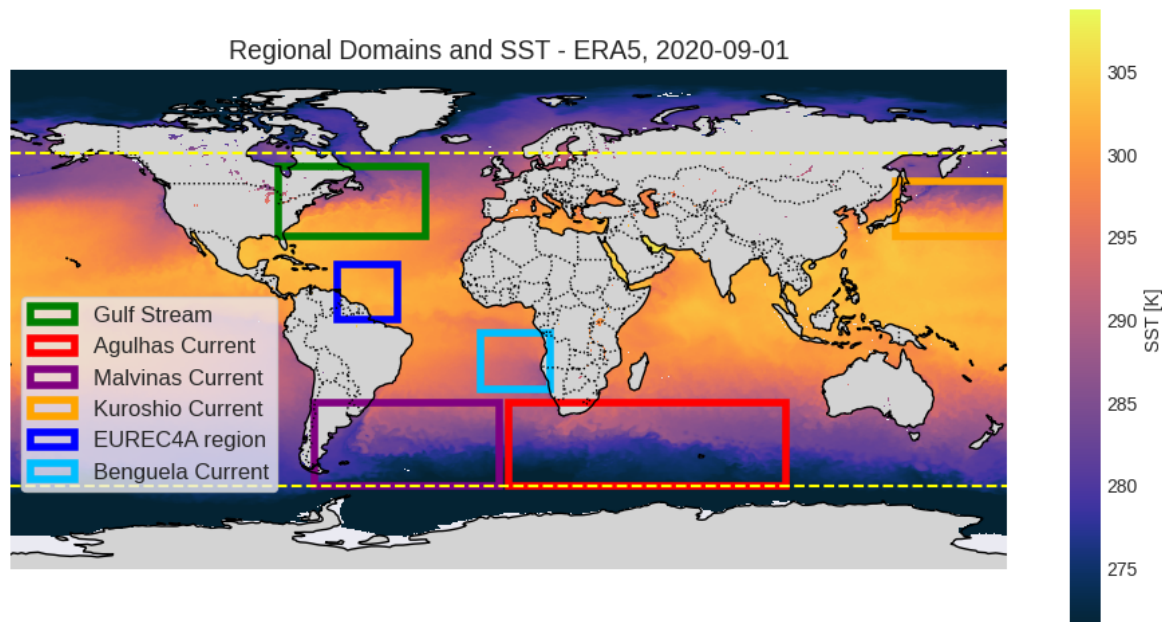 Regional Domains and SST - ERA5, 2020-09-01
Gulf Stream
Agulhas Current
Malvinas Current
Kuroshio Current
EUREC4A region
Benguela Current
305
300
295
290
285
280
275
SST [K]